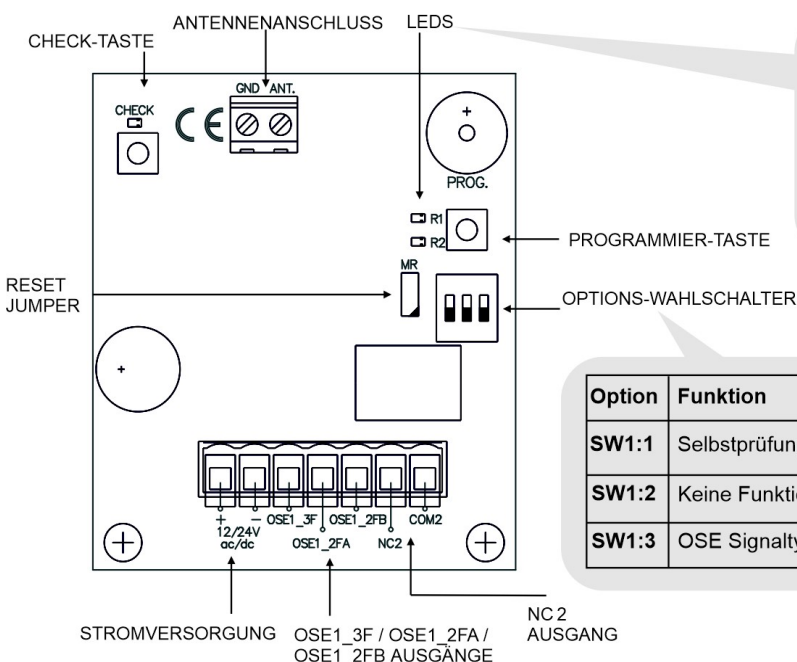 ANTENNENANSCHLUSS
LEDS
CHECK-TASTE
GND ANT.
CHECK
CE
+
PROG.
R1
R2
PROGRAMMIER-TASTE
MR
RESET
JUMPER
OPTIONS-WAHLSCHALTER
+
Option Funktion
SW1:1 Selbstprüfun
SW1:2 Keine Funkti
SW1:3 OSE Signalty
+ − OSE1_3F OSE1_2FB COM2
12/24V
ac/dc
OSE1_2FA NC2
STROMVERSORGUNG
OSE1_3F / OSE1_2FA /
OSE1_2FB AUSGÄNGE
NC 2
AUSGANG